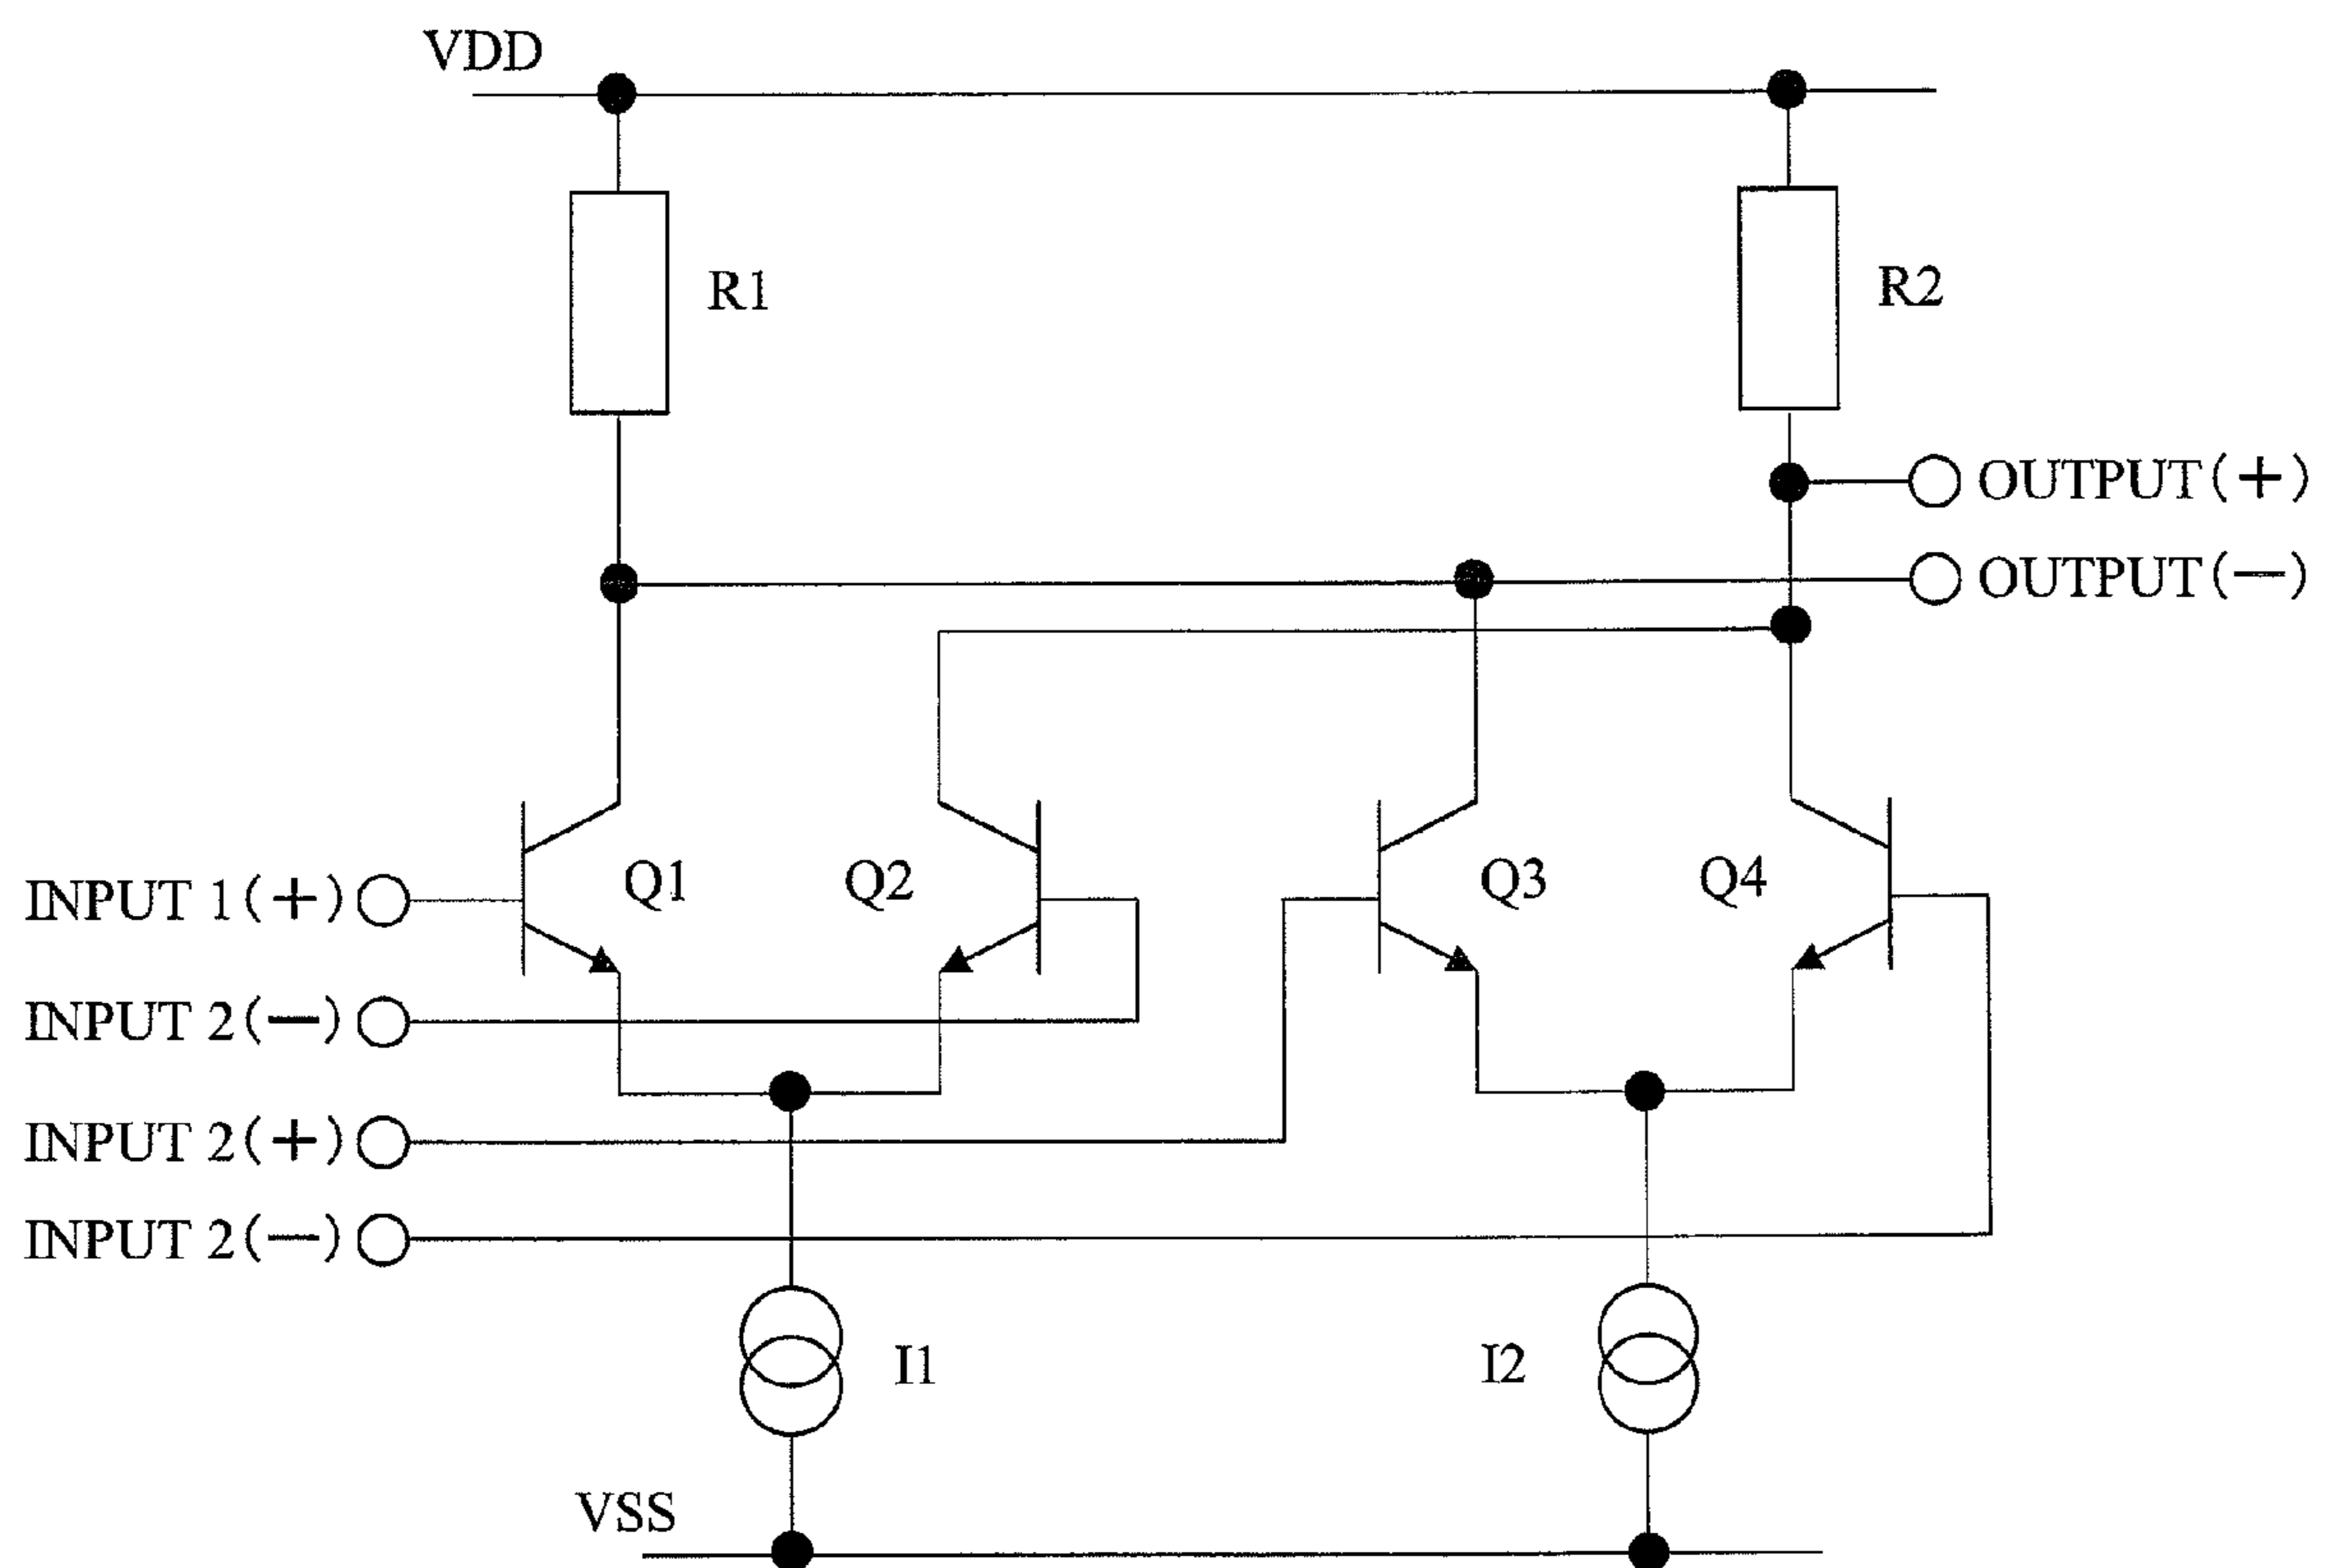 VDD
R1
R2
OUTPUT(+)
OUTPUT(—)
Q1
Q2
Q3
Q4
INPUT 1(+)
INPUT 2(—)
INPUT 2(+)
INPUT 2(—)
I1
I2
VSS